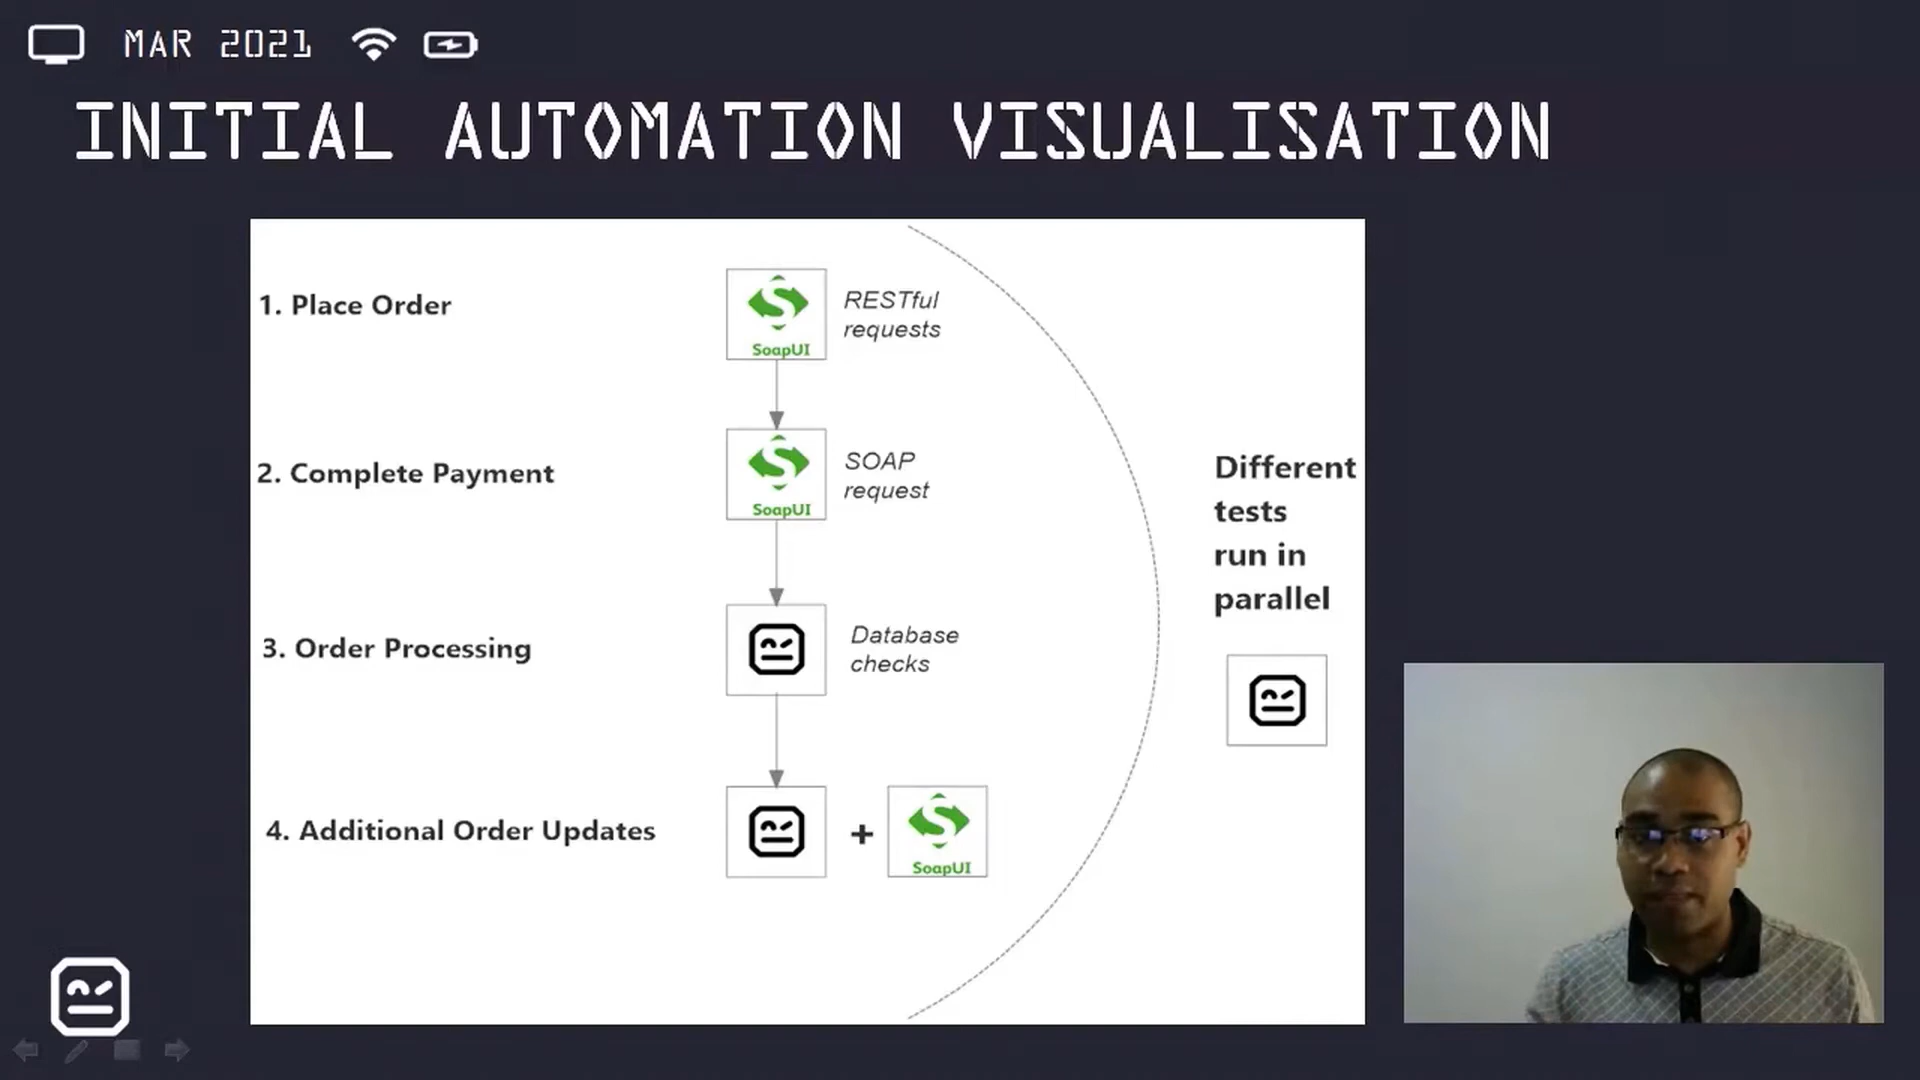 MAR 2021
INITIAL AUTOMATION VISUALISATION
1. Place Order
SoapUI
RESTful
requests
2. Complete Payment
SoapUI
SOAP
request
3. Order Processing
Database
checks
4. Additional Order Updates
+
SoapUI
Different
tests
run in
parallel